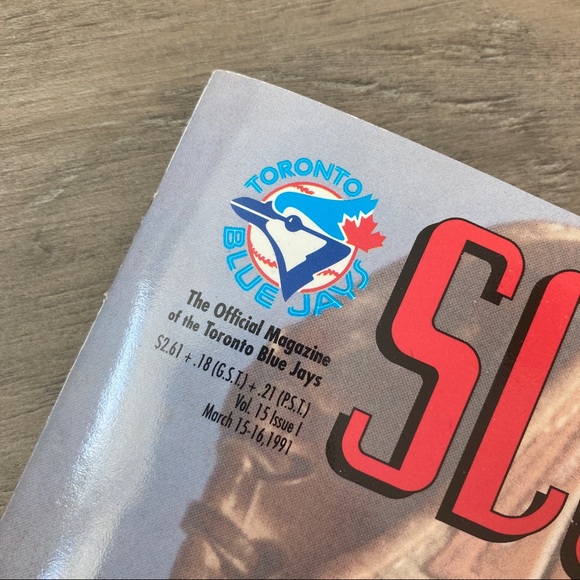 TORONTO
BLUE JAYS
The Official Magazine
of the Toronto Blue Jays
$2.61 + .18 (G.S.T.) + .21 (P.S.T.)
Vol. 15 Issue I
March 15-16, 1991
SC